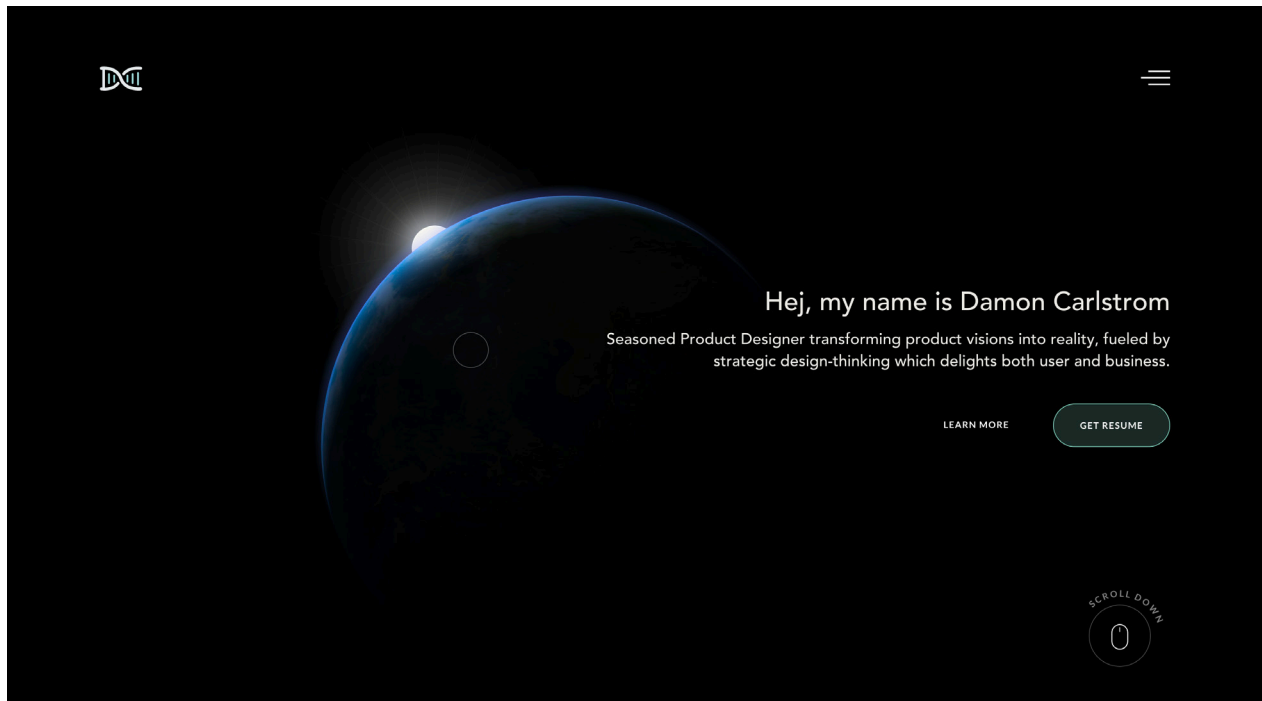 Hej, my name is Damon Carlstrom
Seasoned Product Designer transforming product visions into reality, fueled by
strategic design-thinking which delights both user and business.
LEARN MORE
GET RESUME
SCROLL DOWN